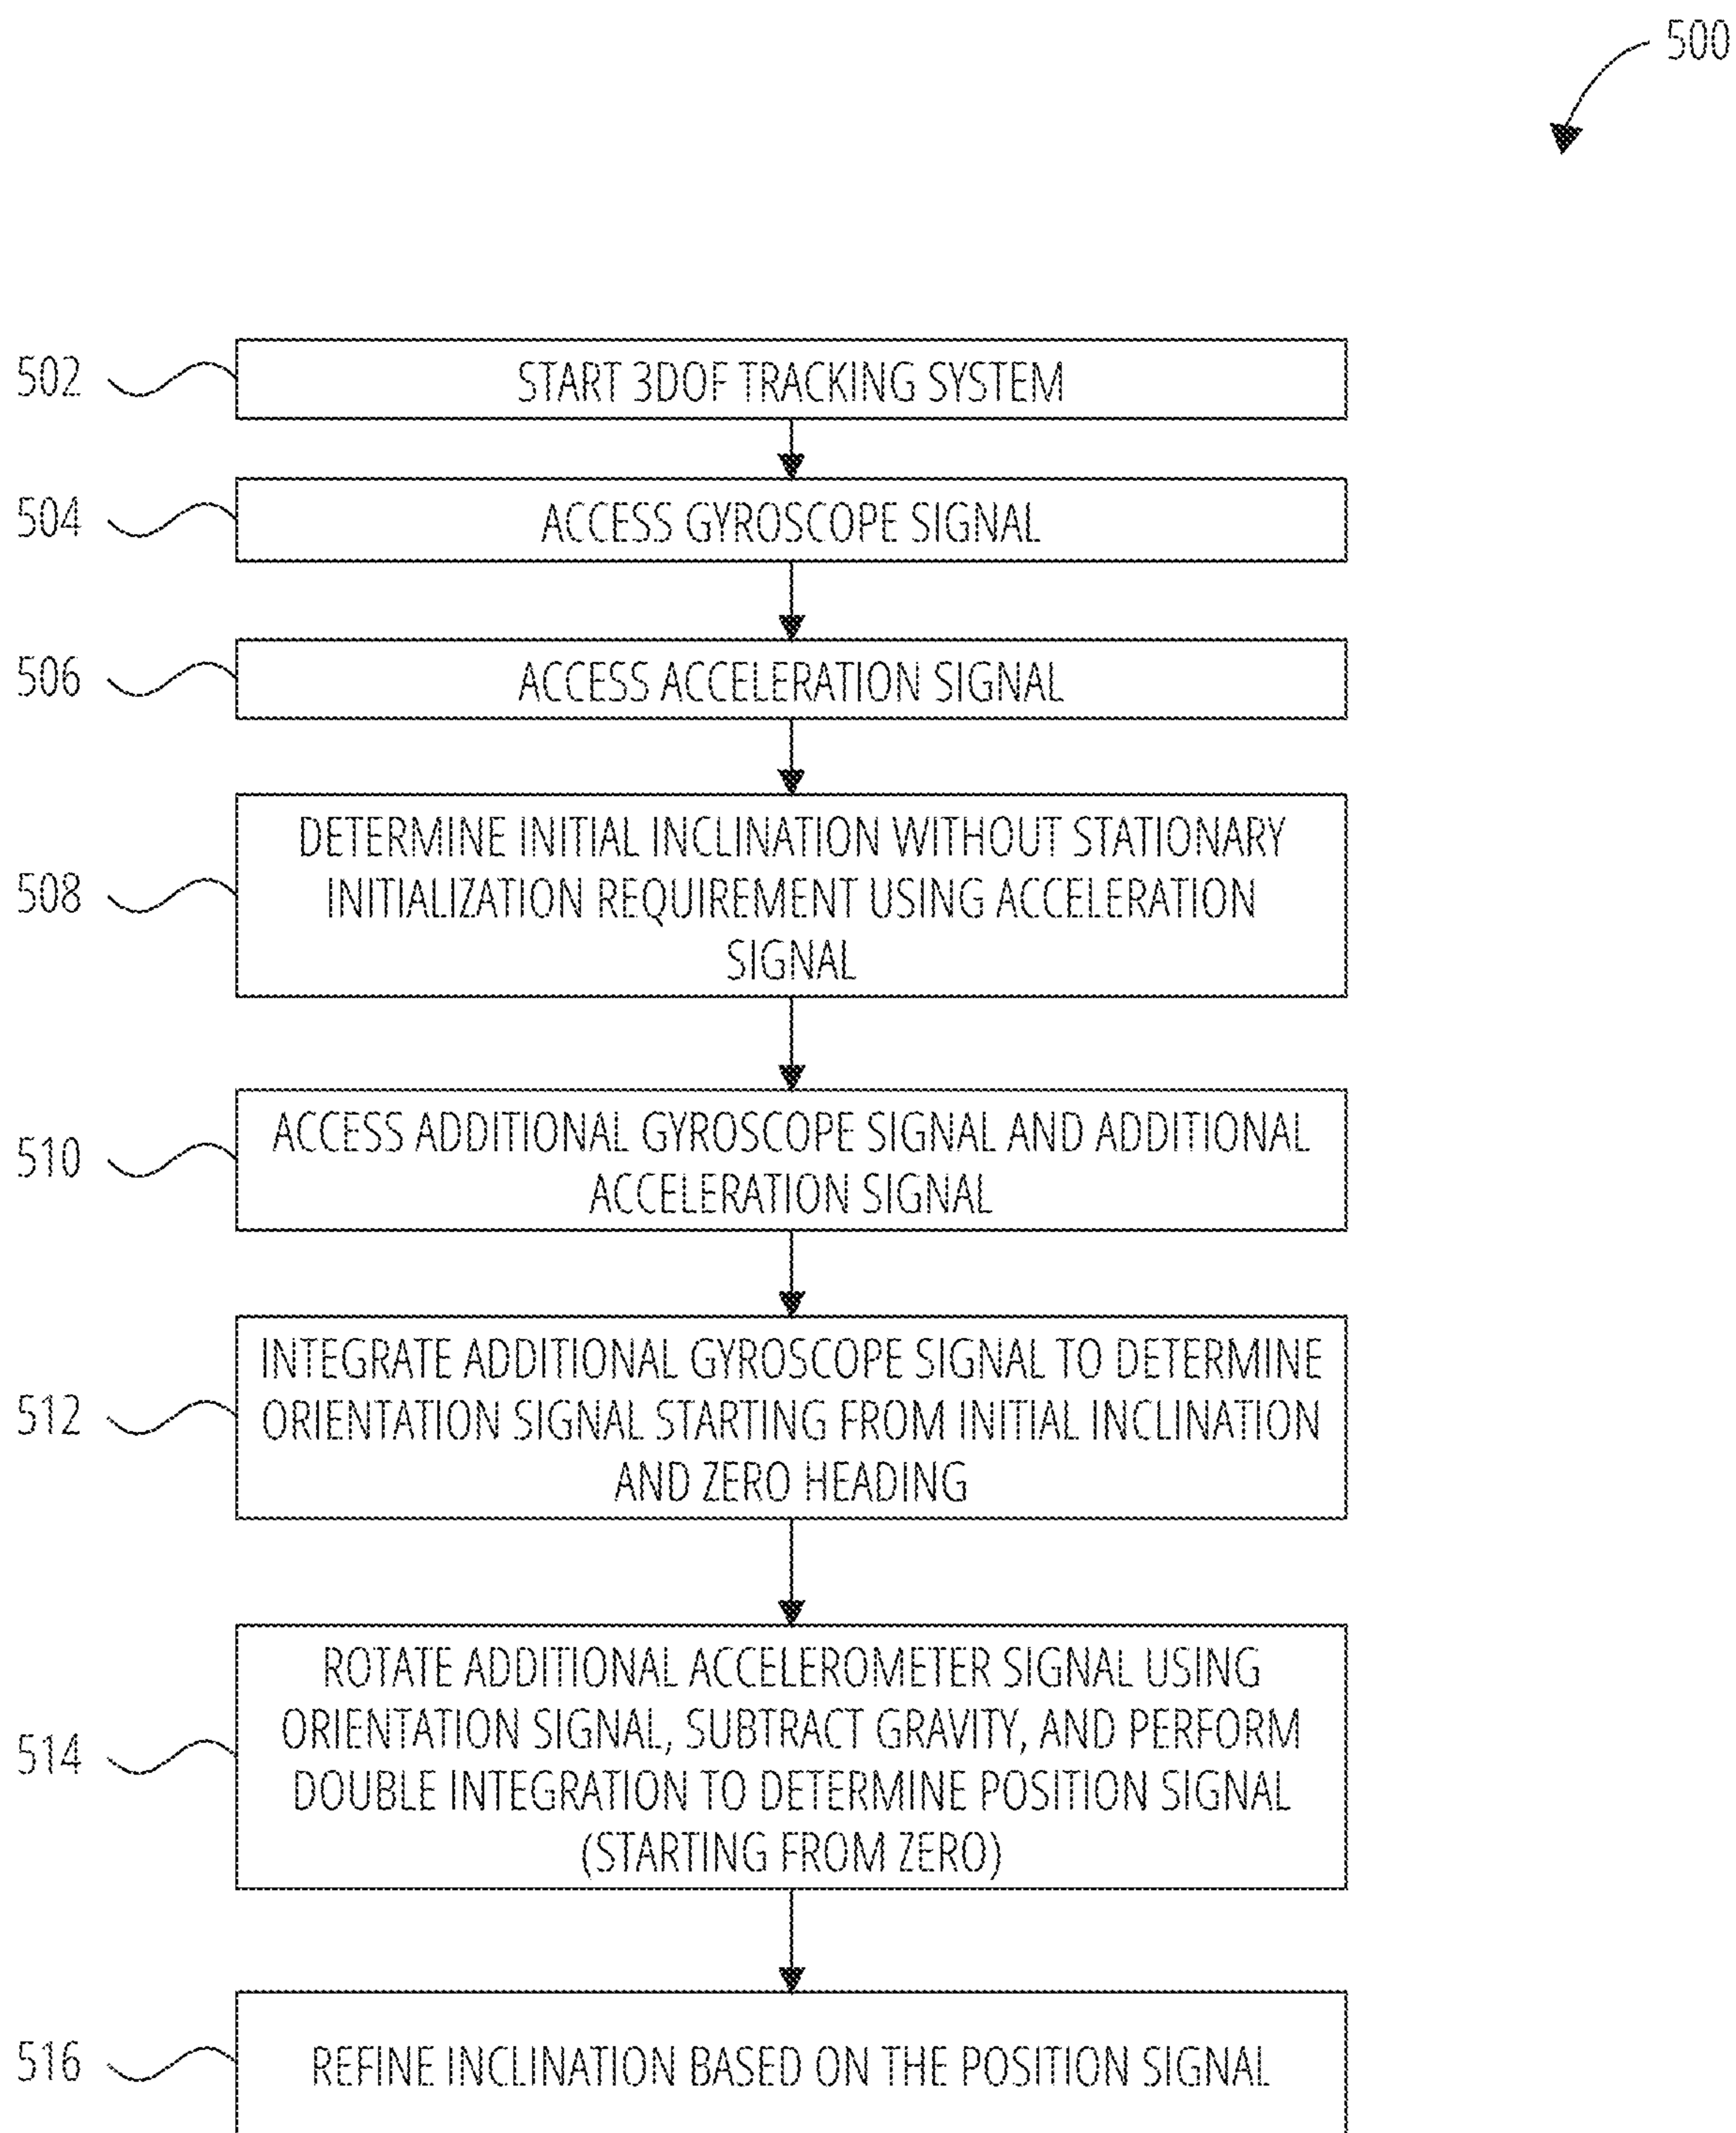 500
502
START 3DOF TRACKING SYSTEM
504
ACCESS GYROSCOPE SIGNAL
506
ACCESS ACCELERATION SIGNAL
508
DETERMINE INITIAL INCLINATION WITHOUT STATIONARY
INITIALIZATION REQUIREMENT USING ACCELERATION
SIGNAL
510
ACCESS ADDITIONAL GYROSCOPE SIGNAL AND ADDITIONAL
ACCELERATION SIGNAL
512
INTEGRATE ADDITIONAL GYROSCOPE SIGNAL TO DETERMINE
ORIENTATION SIGNAL STARTING FROM INITIAL INCLINATION
AND ZERO HEADING
514
ROTATE ADDITIONAL ACCELEROMETER SIGNAL USING
ORIENTATION SIGNAL, SUBTRACT GRAVITY, AND PERFORM
DOUBLE INTEGRATION TO DETERMINE POSITION SIGNAL
(STARTING FROM ZERO)
516
REFINE INCLINATION BASED ON THE POSITION SIGNAL